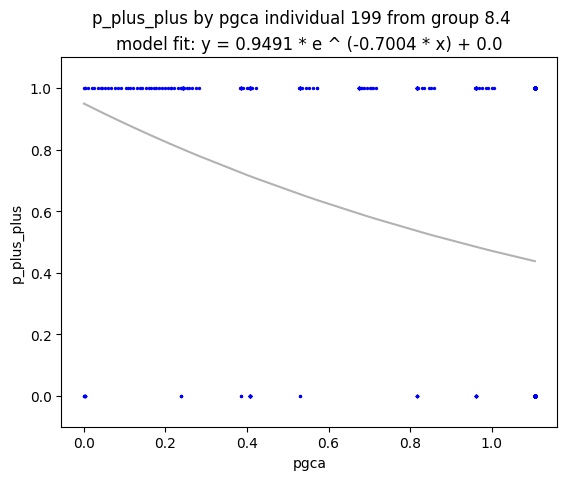 p_plus_plus by pgca individual 199 from group 8.4
model fit: y = 0.9491 * e ^ (-0.7004 * x) + 0.0
1.0
0.8
0.6
0.4
0.2
0.0
p_plus_plus
0.0 0.2 0.4 0.6 0.8 1.0
pgca